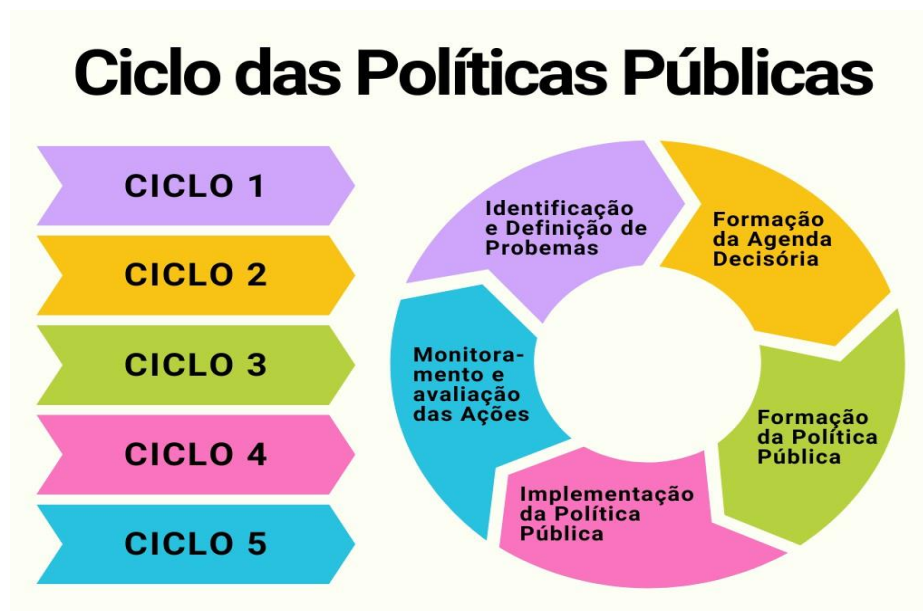 Ciclo das Políticas Públicas
CICLO 1
CICLO 2
CICLO 3
CICLO 4
CICLO 5
Identificação
e Definição de
Probemas
Formação
da Agenda
Decisória
Formação
da Política
Pública
Implementação
da Política
Pública
Monitora-
mento e
avaliação
das Ações